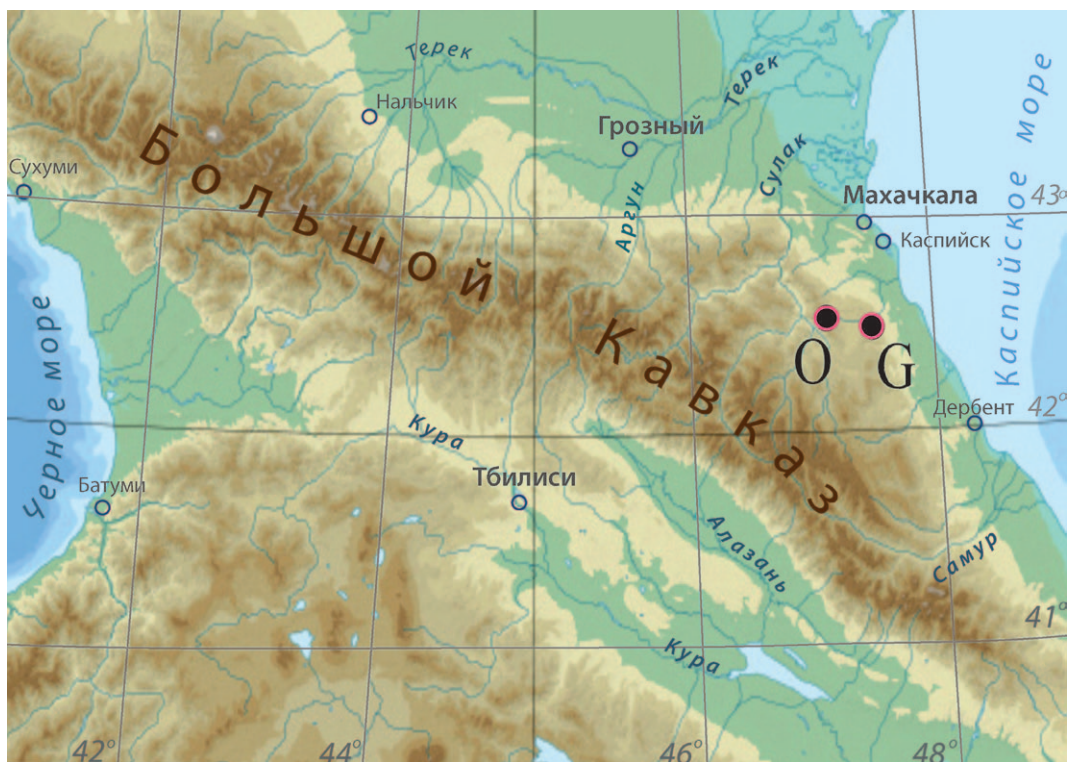 Терек
Терек
Нальчик
Грозный
Сулак
Сухуми
Большой
Аргун
Махачкала
43°
Каспийск
Каспийское море
Кавказ
O
G
Черное море
Кура
Дербент
42°
Тбилиси
Батуми
Алазань
Самур
Кура
41°
42°
44°
46°
48°